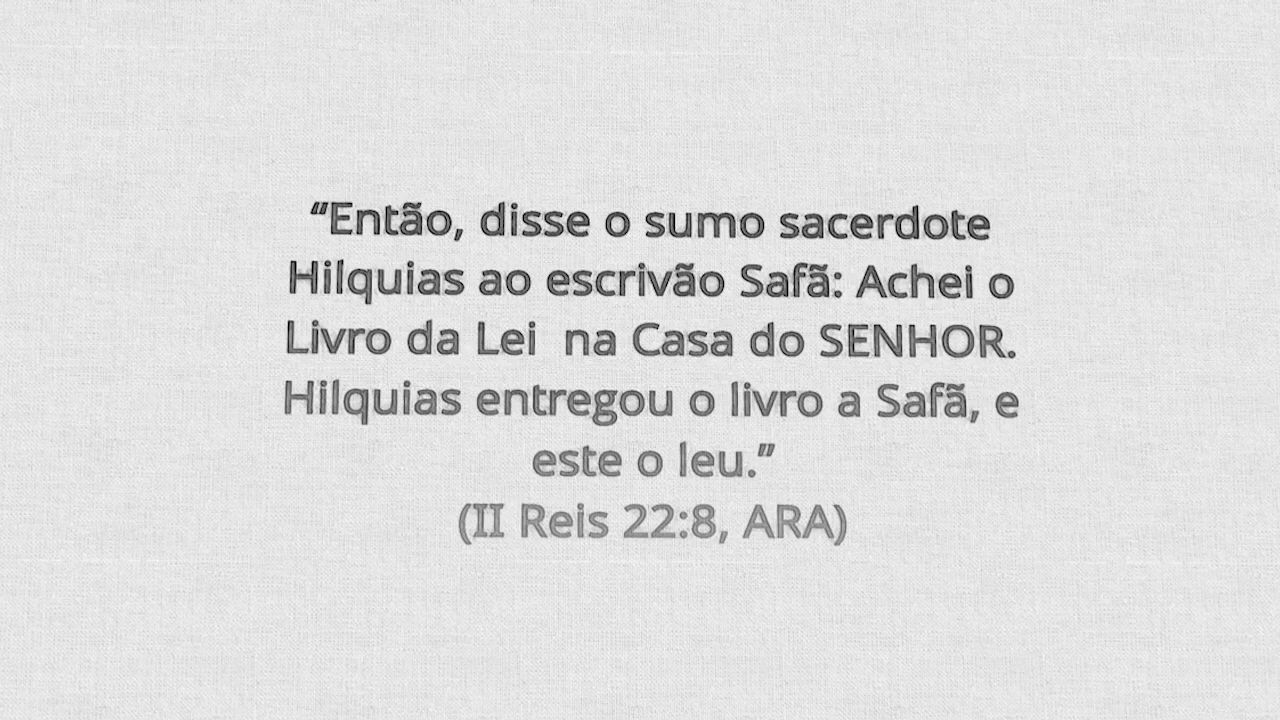 “Então, disse o sumo sacerdote
Hilquias ao escrivão Safã: Achei o
Livro da Lei  na Casa do SENHOR.
Hilquias entregou o livro a Safã, e
este o leu.”
(II Reis 22:8, ARA)